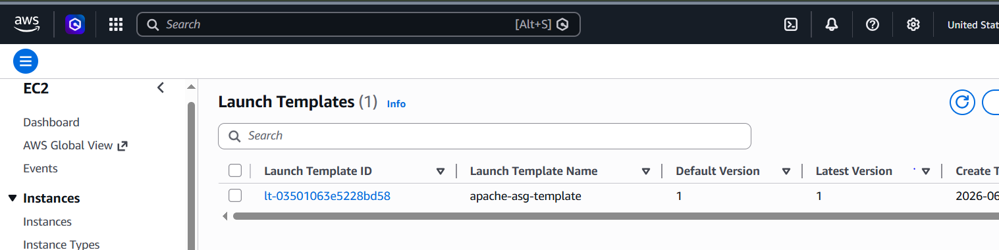 aws
Search [Alt+S]
United Stat
EC2
Dashboard
AWS Global View
Events
Instances
Instances
Instance Types
Launch Templates (1) Info
Search
Launch Template ID Launch Template Name Default Version Latest Version Create T
lt-03501063e5228bd58 apache-asg-template 1 1 2026-06